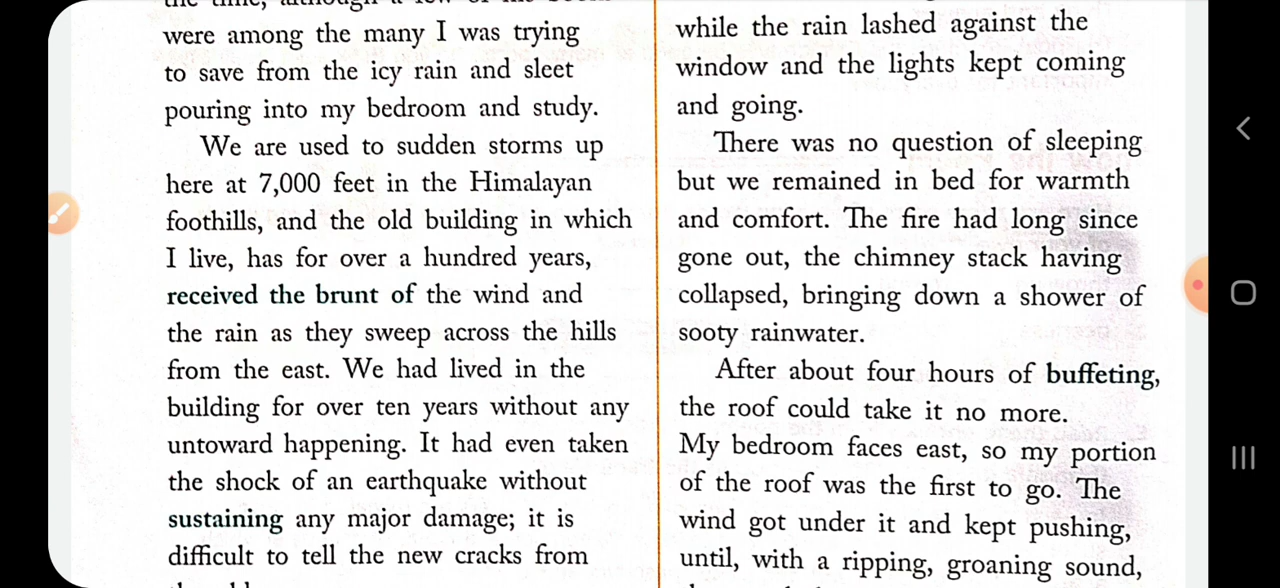 were among the many I was trying
to save from the icy rain and sleet
pouring into my bedroom and study.
We are used to sudden storms up
here at 7,000 feet in the Himalayan
foothills, and the old building in which
I live, has for over a hundred years,
received the brunt of the wind and
the rain as they sweep across the hills
from the east. We had lived in the
building for over ten years without any
untoward happening. It had even taken
the shock of an earthquake without
sustaining any major damage; it is
difficult to tell the new cracks from
while the rain lashed against the
window and the lights kept coming
and going.
There was no question of sleeping
but we remained in bed for warmth
and comfort. The fire had long since
gone out, the chimney stack having
collapsed, bringing down a shower of
sooty rainwater.
After about four hours of buffeting,
the roof could take it no more.
My bedroom faces east, so my portion
of the roof was the first to go. The
wind got under it and kept pushing,
until, with a ripping, groaning sound,